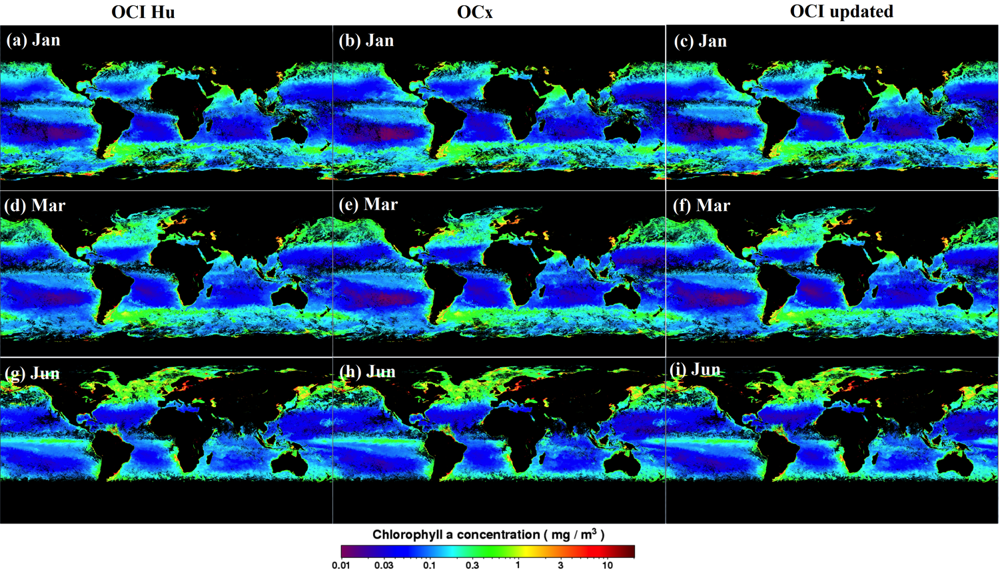 OCI Hu OCx OCI updated
(a) Jan (b) Jan (c) Jan
(d) Mar (e) Mar (f) Mar
(g) Jun (h) Jun (i) Jun
Chlorophyll a concentration ( mg / m³ )
0.01 0.03 0.1 0.3 1 3 10